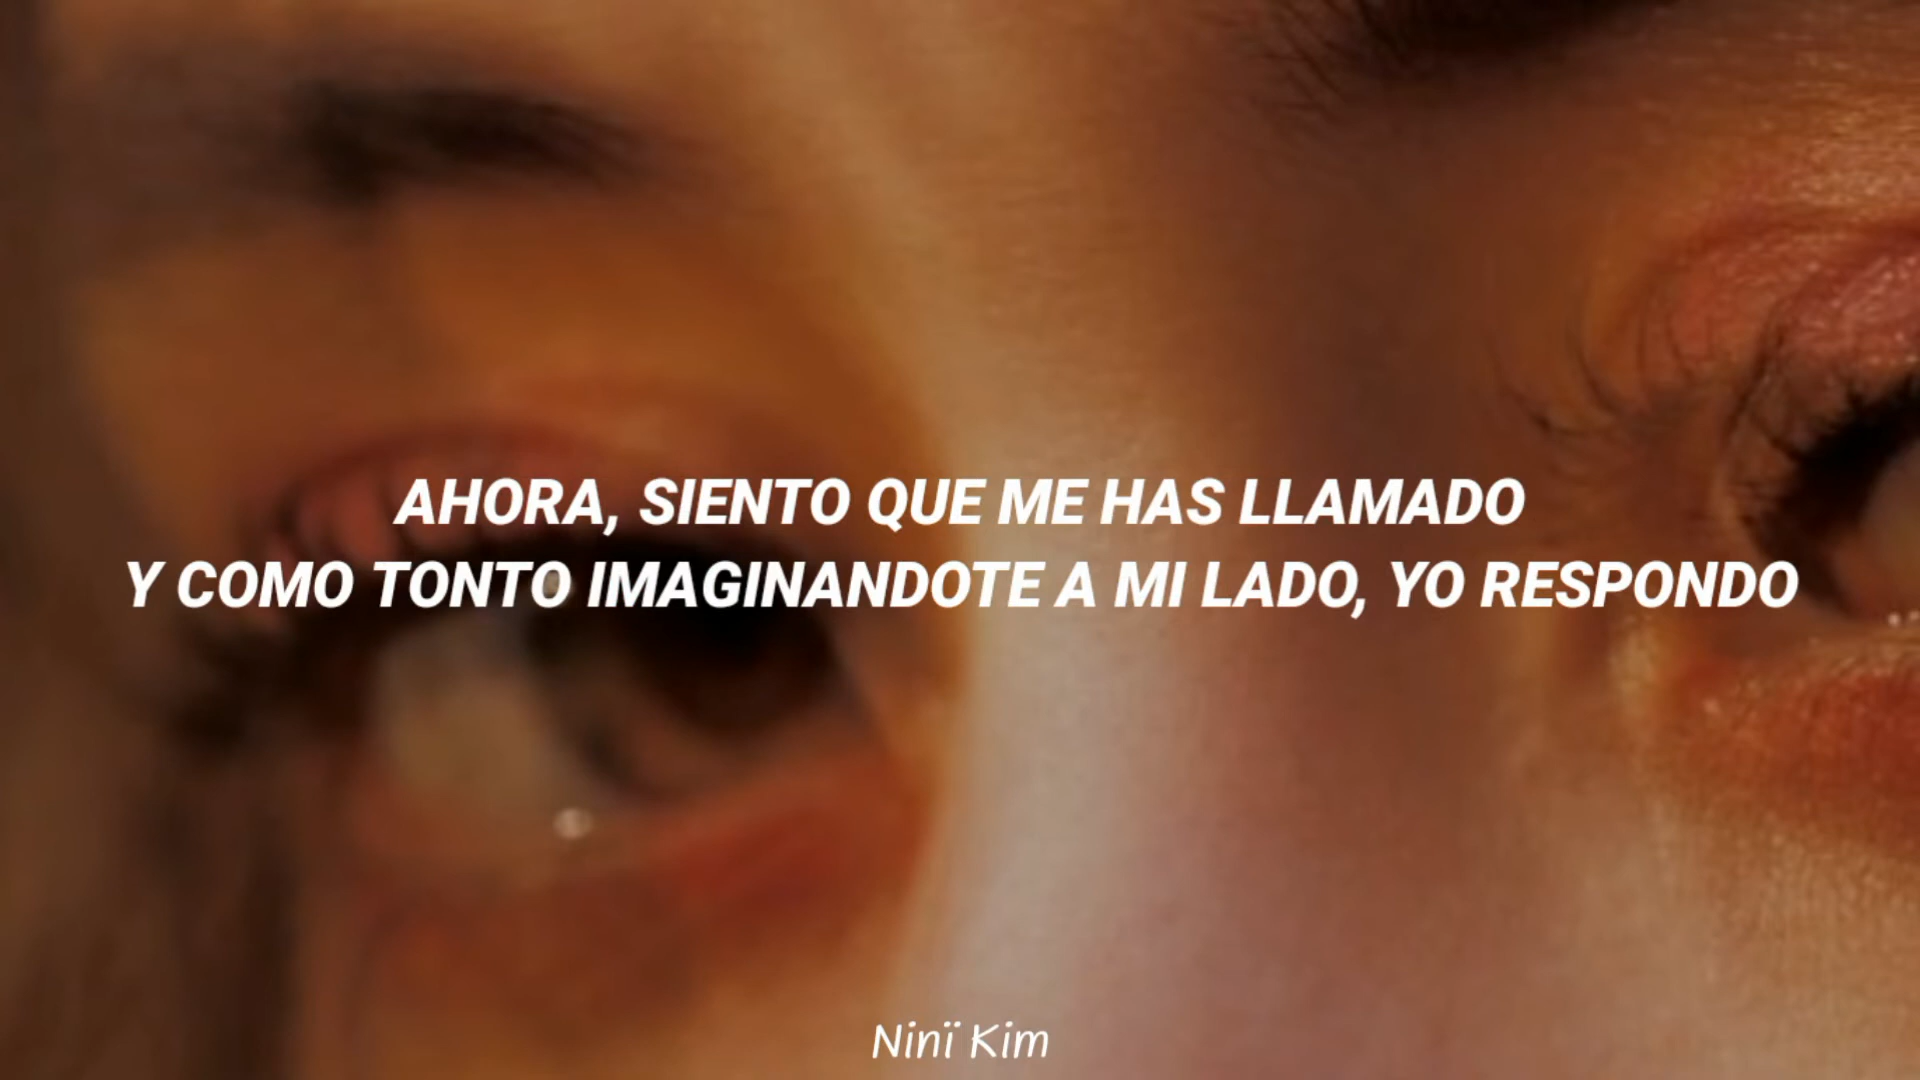 AHORA, SIENTO QUE ME HAS LLAMADO
Y COMO TONTO IMAGINANDOTE A MI LADO, YO RESPONDO
Ninï Kim